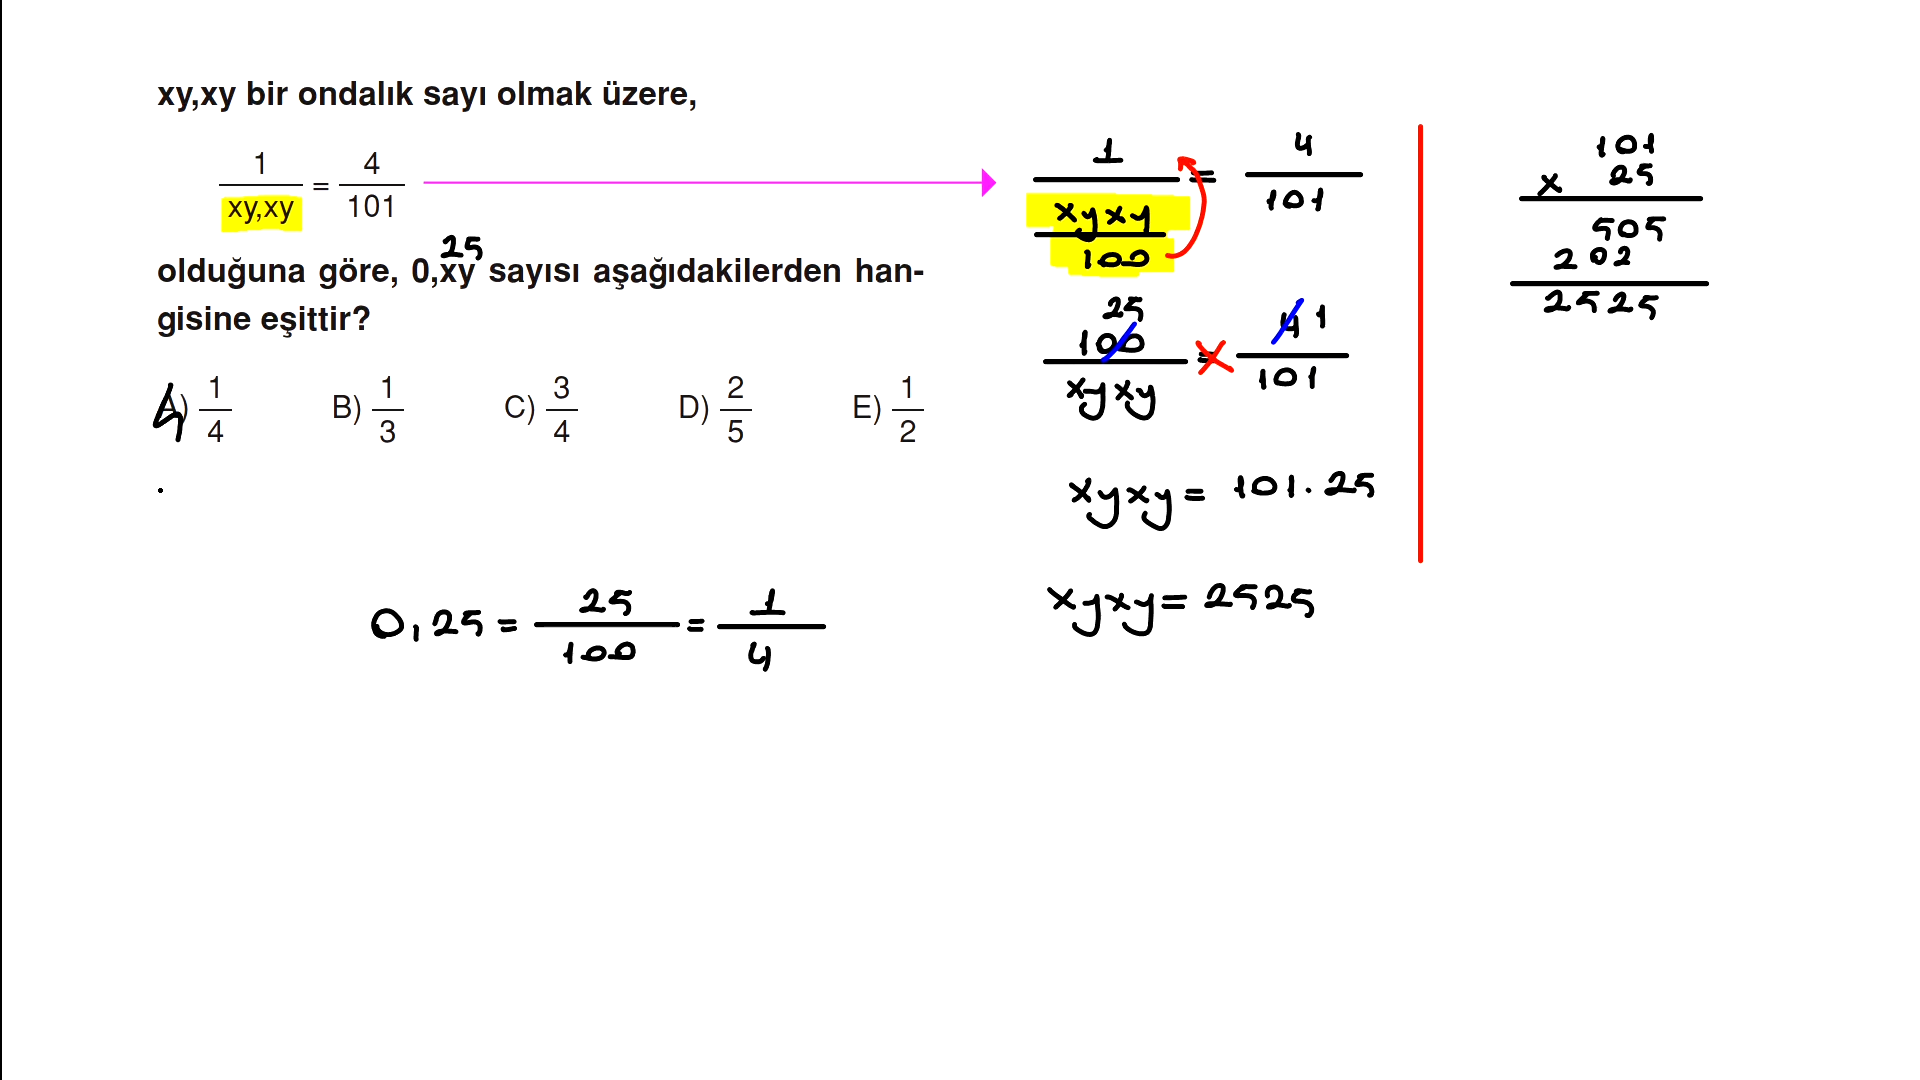 xy,xy bir ondalık sayı olmak üzere,
1/xy,xy = 4/101
25
olduğuna göre, 0,xy sayısı aşağıdakilerden han-
gisine eşittir?
A) 1/4 B) 1/3 C) 3/4 D) 2/5 E) 1/2
.
0,25 = 25/100 = 1/4
1 = 4
xyxy 101
100
25
100 = 4 1
xyxy 101
xyxy = 101.25
xyxy = 2525
101
x 25
505
202
2525